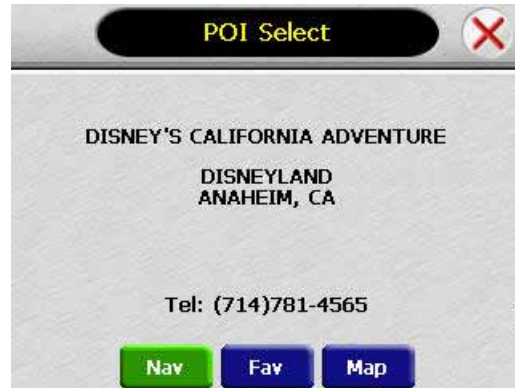 POI Select
DISNEY'S CALIFORNIA ADVENTURE
DISNEYLAND
ANAHEIM, CA
Tel: (714)781-4565
Nav Fav Map